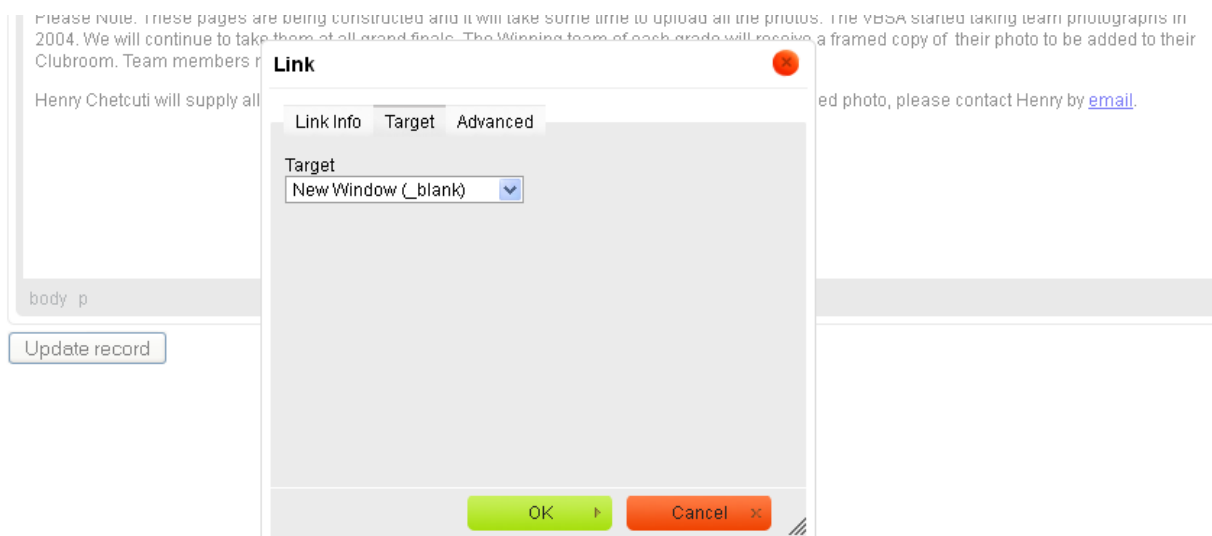 Please Note: These pages are being constructed and it will take some time to upload all the photos. The VBSA started taking team photographs in
2004. We will continue to take them at all grand finals. The Winning team of each grade will receive a framed copy of their photo to be added to their
Clubroom. Team members
Link
Henry Chetcuti will supply all
ed photo, please contact Henry by email.
Link Info Target Advanced
Target
New Window (_blank)
body p
Update record
OK
Cancel